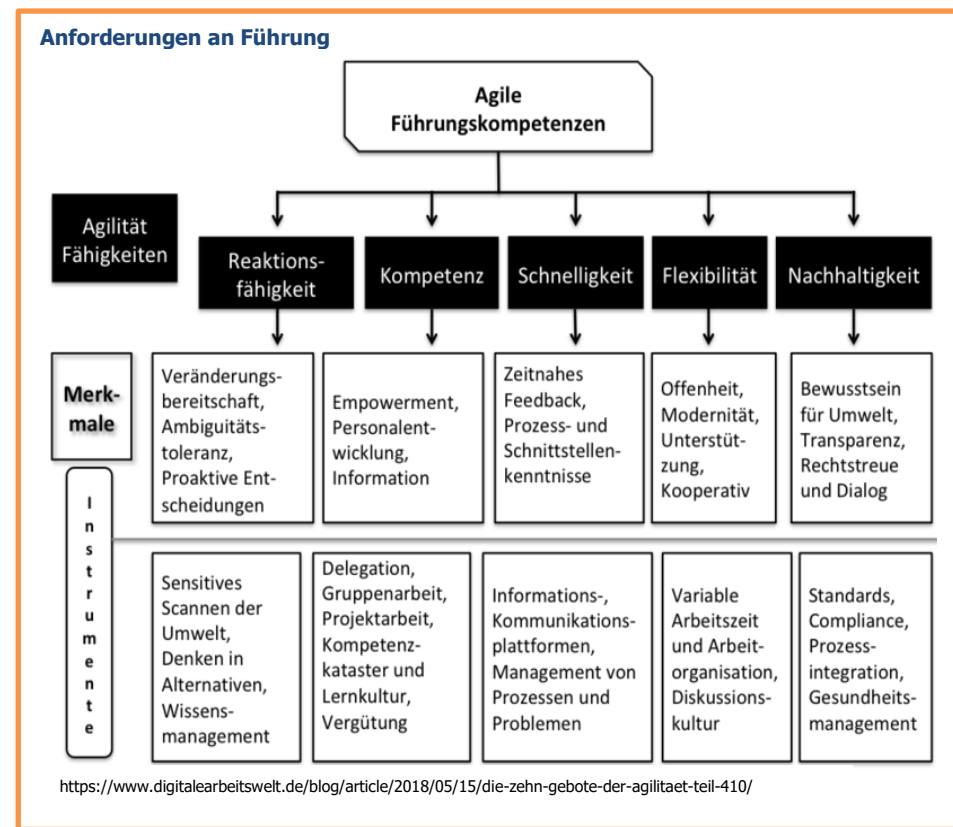 Anforderungen an Führung
Agile
Führungskompetenzen
Agilität
Fähigkeiten
Reaktions-
fähigkeit
Kompetenz
Schnelligkeit
Flexibilität
Nachhaltigkeit
Merk-
male
Veränderungs-
bereitschaft,
Ambiguitäts-
toleranz,
Proaktive Ent-
scheidungen
Empowerment,
Personalent-
wicklung,
Information
Zeitnahes
Feedback,
Prozess- und
Schnittstellen-
kenntnisse
Offenheit,
Modernität,
Unterstüt-
zung,
Kooperativ
Bewusstsein
für Umwelt,
Transparenz,
Rechtstreue
und Dialog
I
n
s
t
r
u
m
e
n
t
e
Sensitives
Scannen der
Umwelt,
Denken in
Alternativen,
Wissens-
management
Delegation,
Gruppenarbeit,
Projektarbeit,
Kompetenz-
kataster und
Lernkultur,
Vergütung
Informations-,
Kommunikations-
plattformen,
Management von
Prozessen und
Problemen
Variable
Arbeitszeit
und Arbeit-
organisation,
Diskussions-
kultur
Standards,
Compliance,
Prozess-
integration,
Gesundheits-
management
https://www.digitalearbeitswelt.de/blog/article/2018/05/15/die-zehn-gebote-der-agilitaet-teil-410/